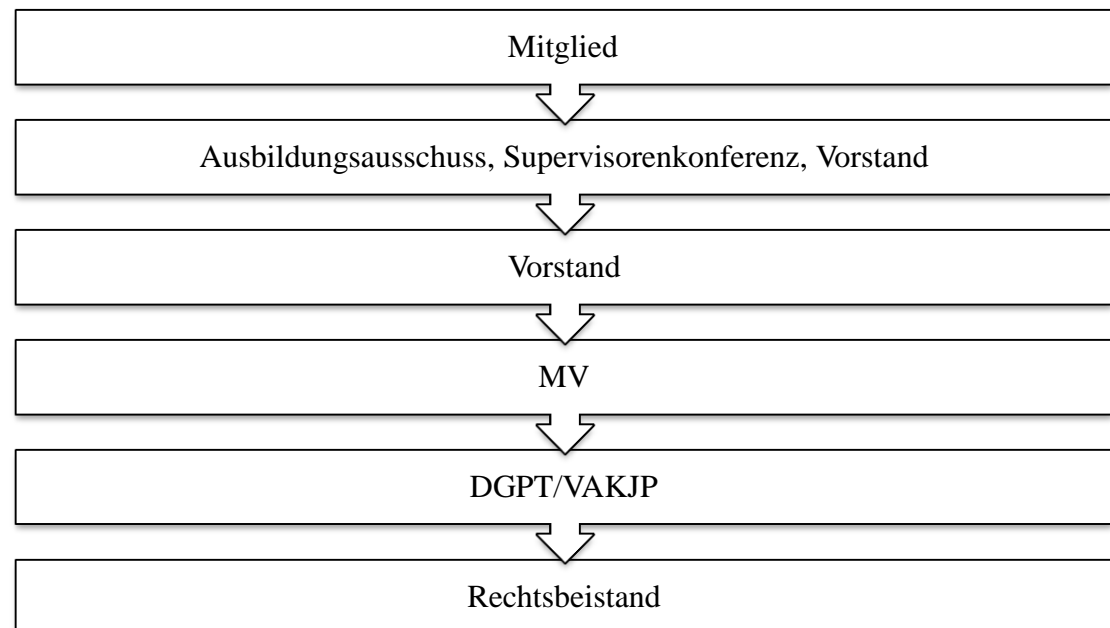 Mitglied
Ausbildungsausschuss, Supervisorenkonferenz, Vorstand
Vorstand
MV
DGPT/VAKJP
Rechtsbeistand